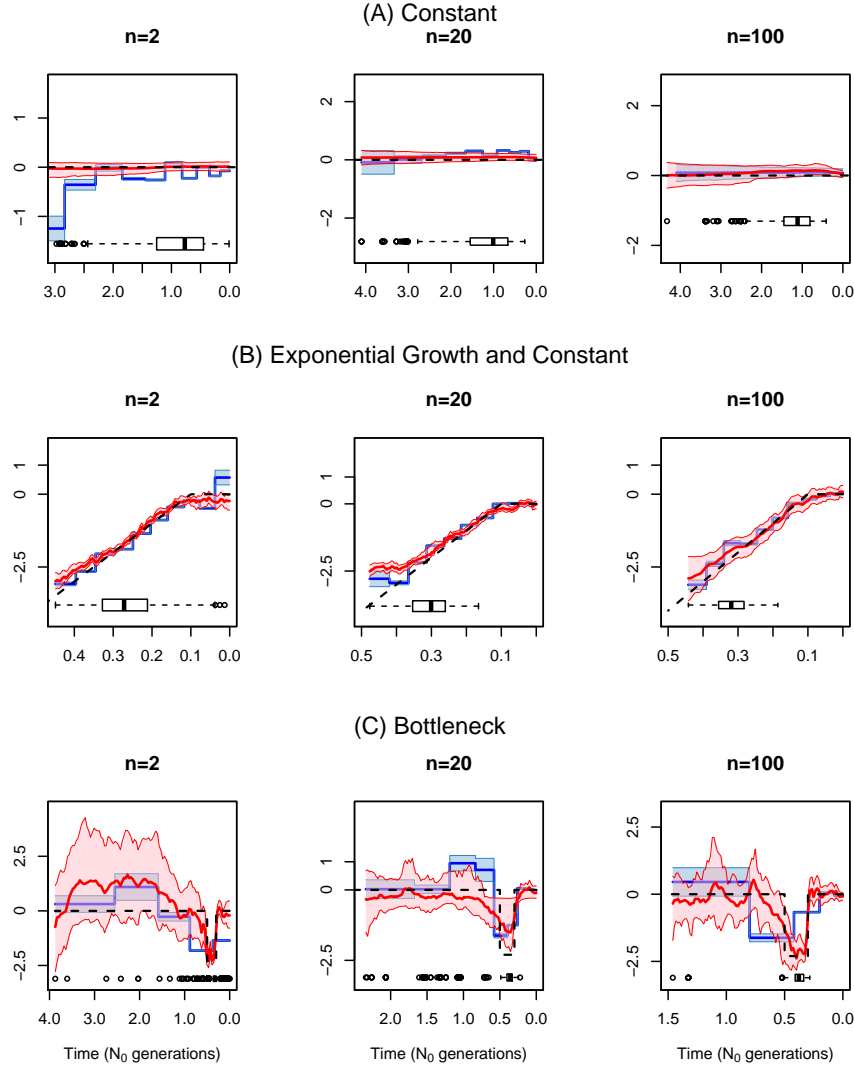 (A) Constant
n=2 n=20 n=100
1 0 −1
2 0 −2
2 0 −2
3.0 2.0 1.0 0.0
4.0 3.0 2.0 1.0 0.0
4.0 3.0 2.0 1.0 0.0
(B) Exponential Growth and Constant
n=2 n=20 n=100
1 0 −2.5
1 0 −2.5
1 0 −2.5
0.4 0.3 0.2 0.1 0.0
0.5 0.3 0.1
0.5 0.3 0.1
(C) Bottleneck
n=2 n=20 n=100
2.5 0 −2.5
1 0 −2.5
2.5 0 −2.5
4.0 3.0 2.0 1.0 0.0
2.0 1.5 1.0 0.5 0.0
1.5 1.0 0.5 0.0
Time (N0 generations) Time (N0 generations) Time (N0 generations)